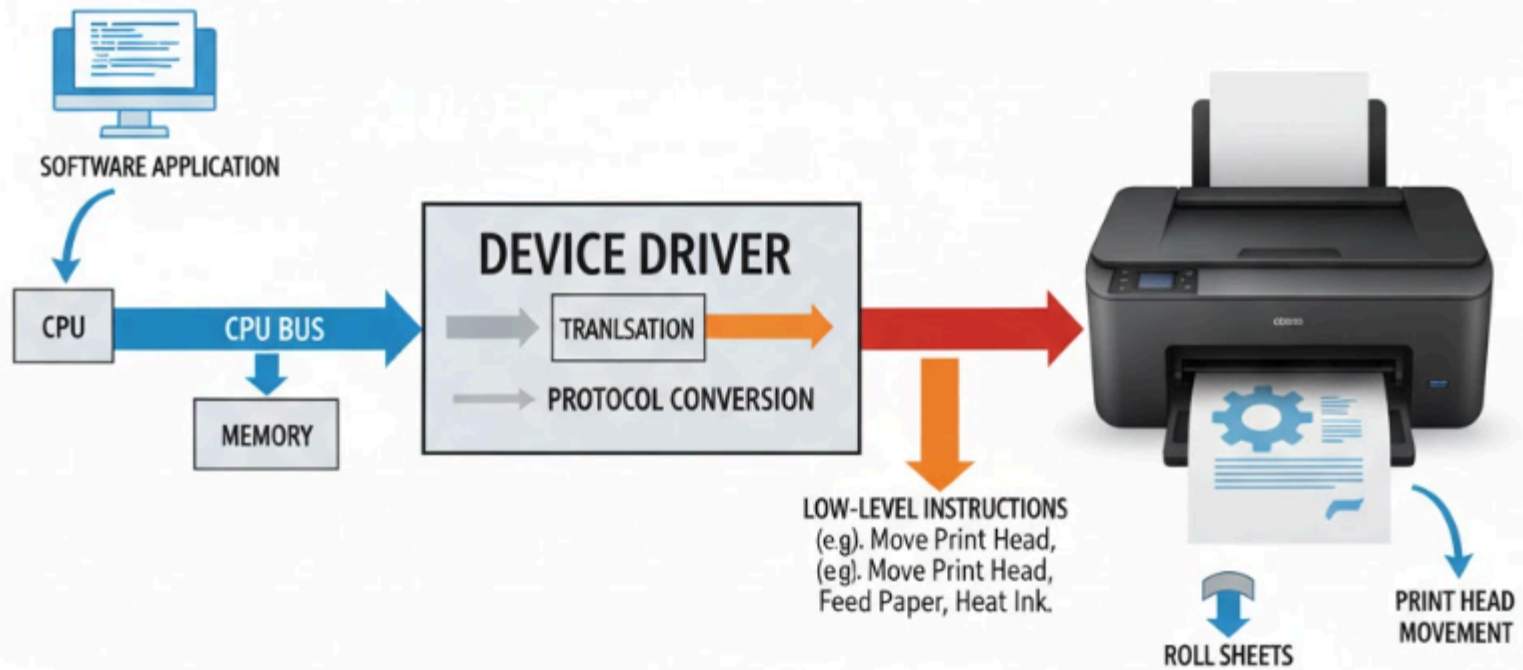 SOFTWARE APPLICATION
CPU
CPU BUS
MEMORY
DEVICE DRIVER
TRANLSATION
PROTOCOL CONVERSION
LOW-LEVEL INSTRUCTIONS
(e.g). Move Print Head,
(eg). Move Print Head,
Feed Paper, Heat Ink.
ROLL SHEETS
PRINT HEAD
MOVEMENT